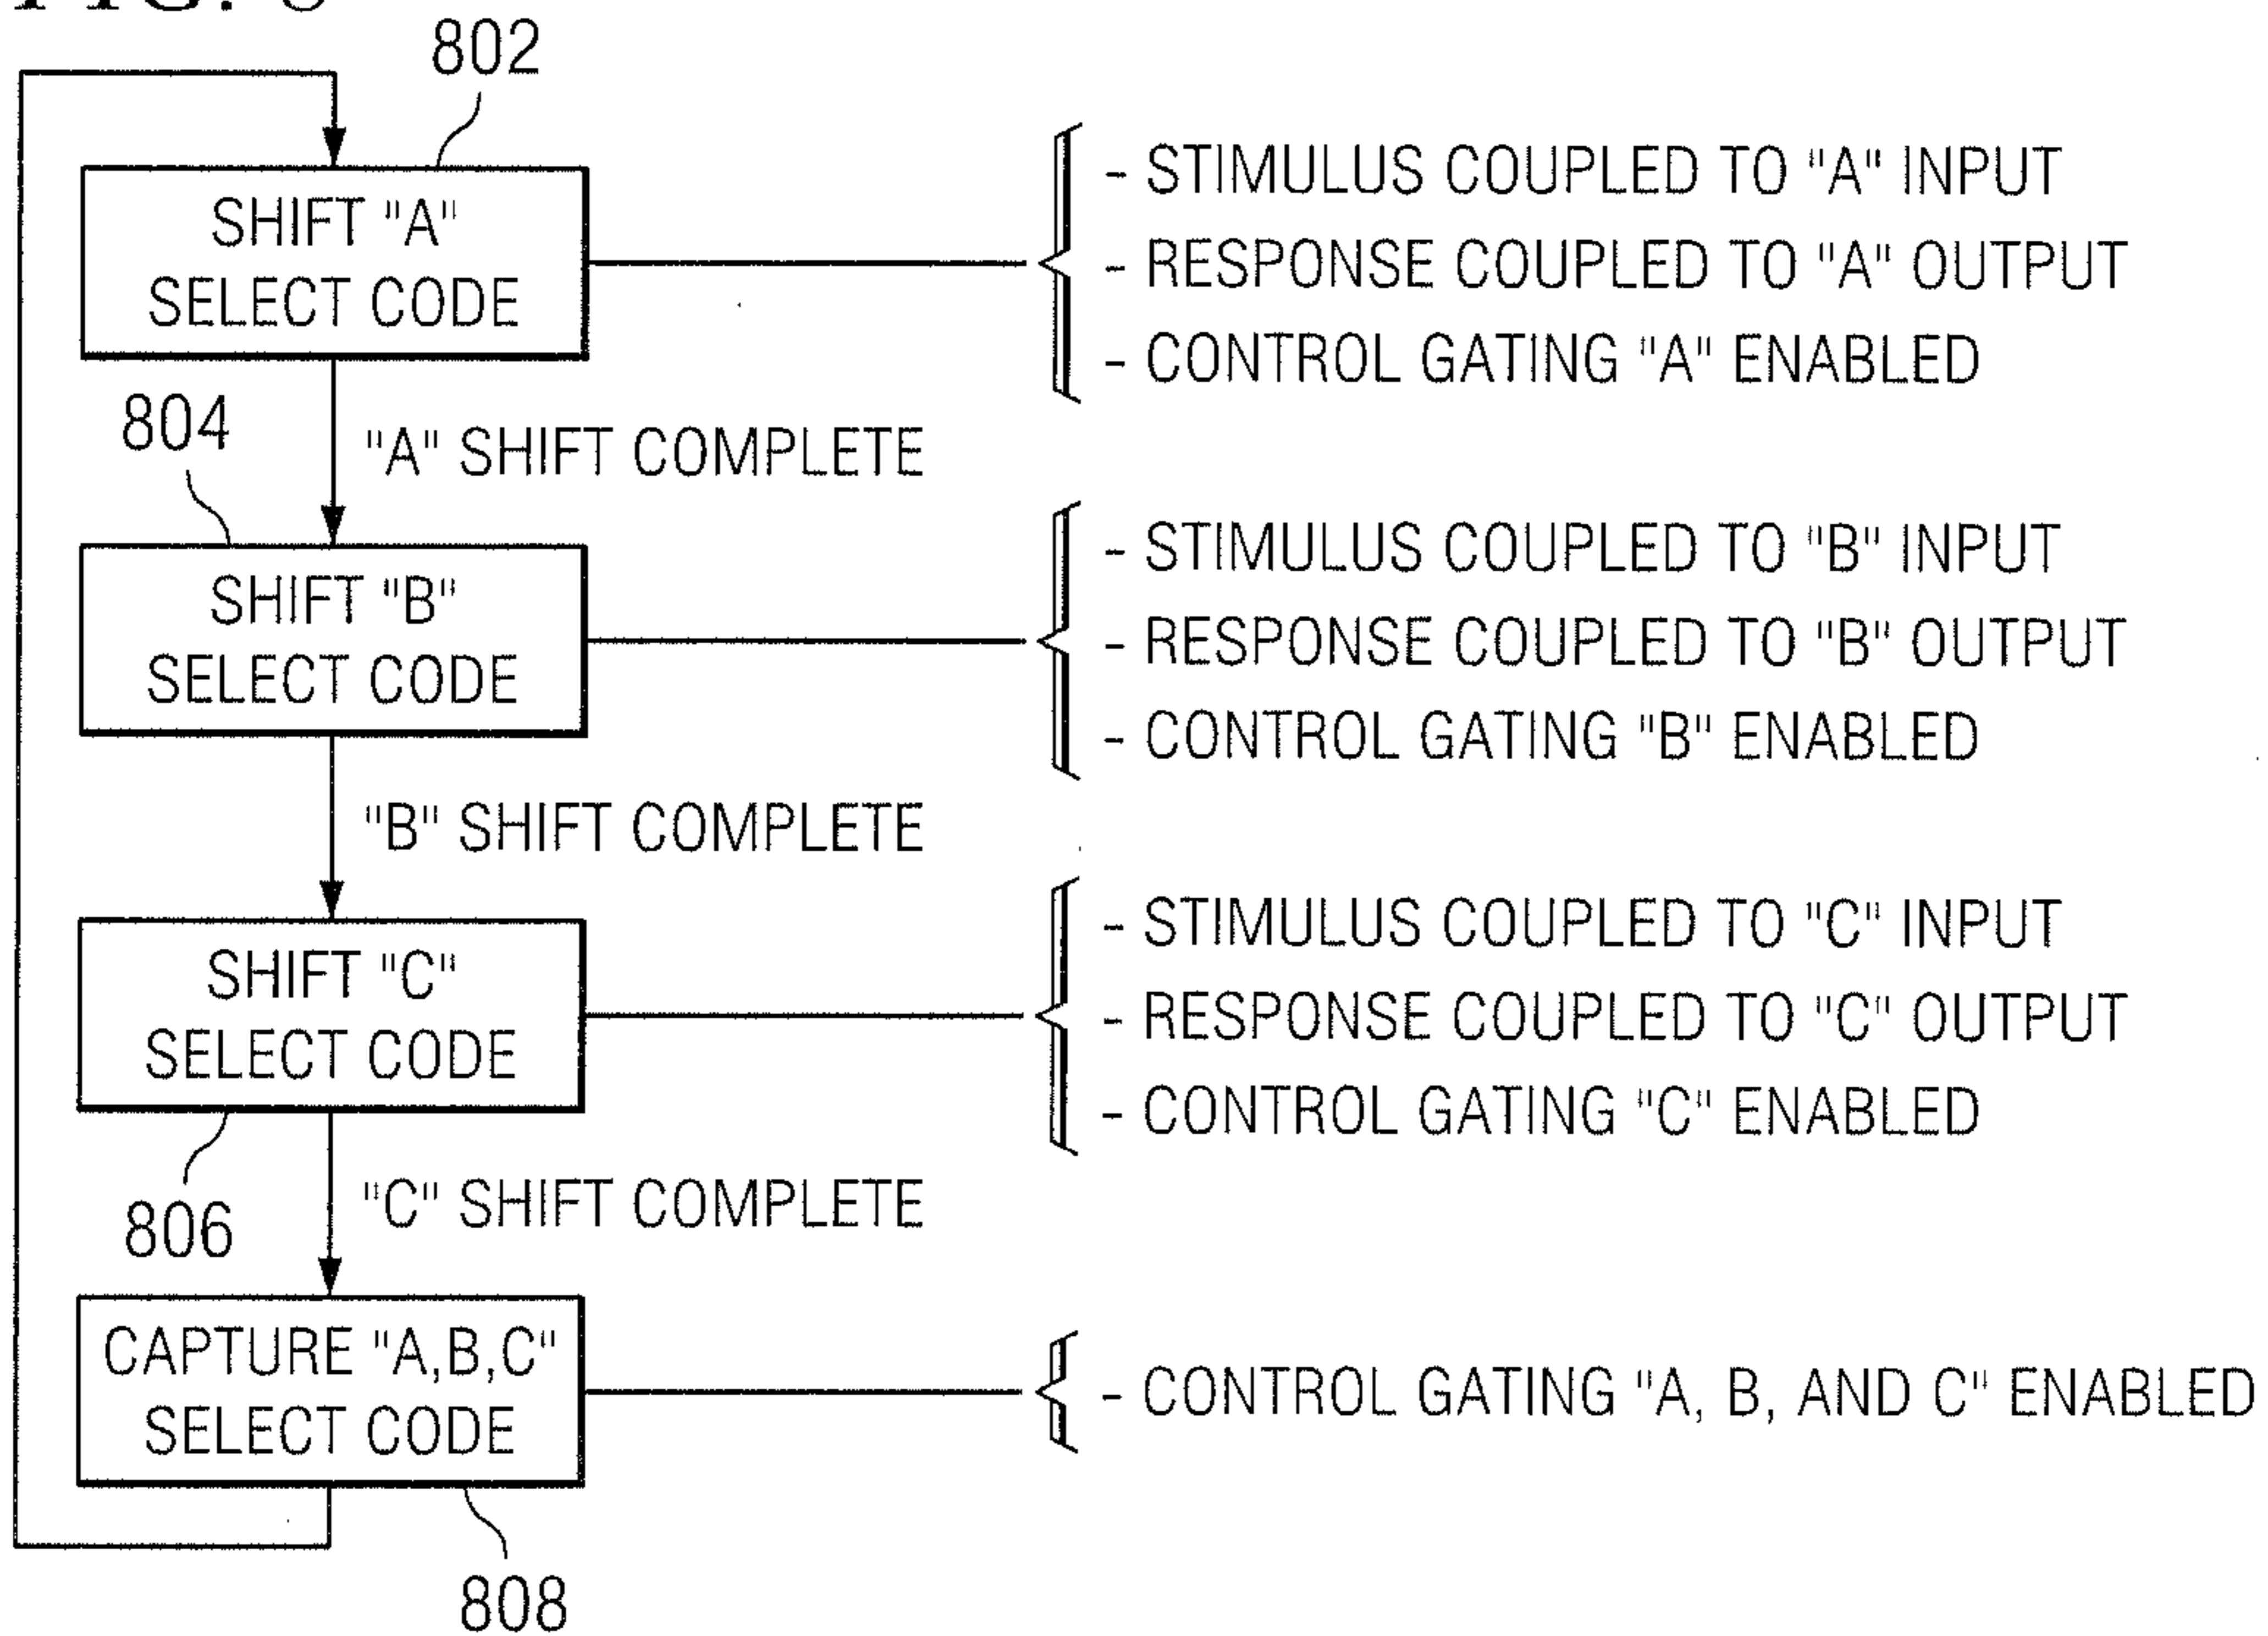 802
SHIFT "A"
SELECT CODE
- STIMULUS COUPLED TO "A" INPUT
- RESPONSE COUPLED TO "A" OUTPUT
- CONTROL GATING "A" ENABLED
804
"A" SHIFT COMPLETE
SHIFT "B"
SELECT CODE
- STIMULUS COUPLED TO "B" INPUT
- RESPONSE COUPLED TO "B" OUTPUT
- CONTROL GATING "B" ENABLED
"B" SHIFT COMPLETE
SHIFT "C"
SELECT CODE
- STIMULUS COUPLED TO "C" INPUT
- RESPONSE COUPLED TO "C" OUTPUT
- CONTROL GATING "C" ENABLED
806
"C" SHIFT COMPLETE
CAPTURE "A,B,C"
SELECT CODE
- CONTROL GATING "A, B, AND C" ENABLED
808